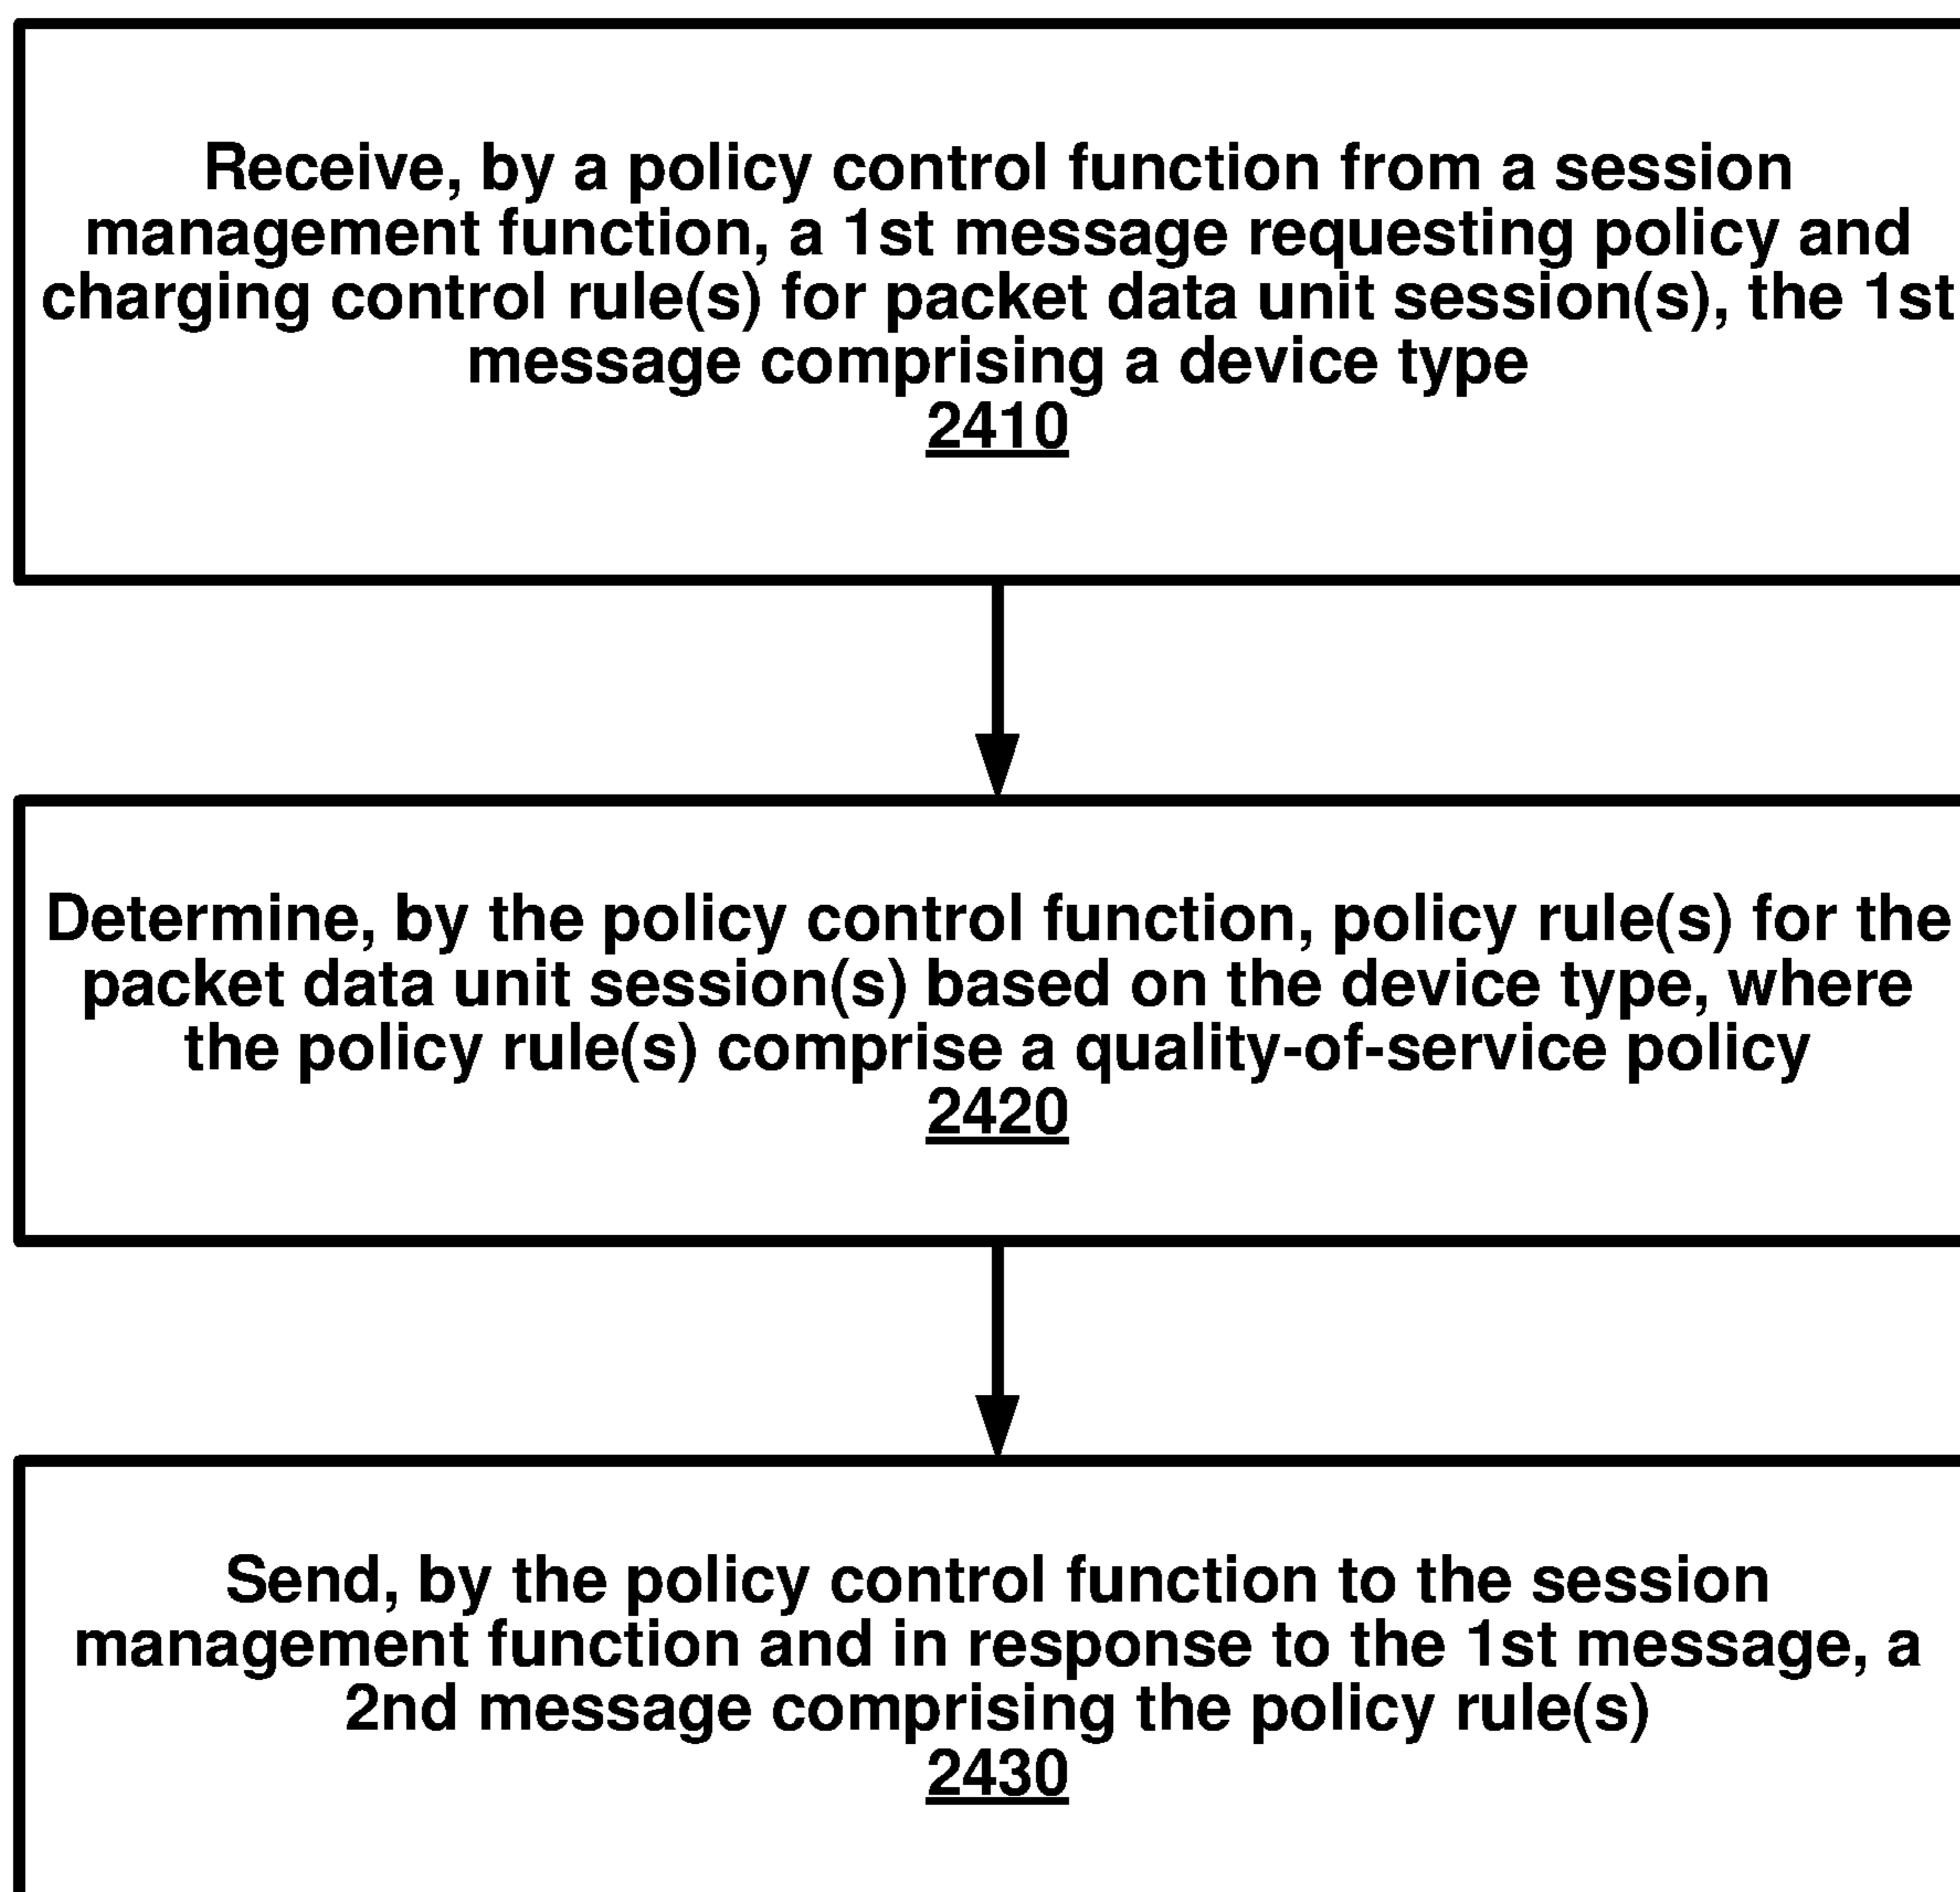 Receive, by a policy control function from a session
management function, a 1st message requesting policy and
charging control rule(s) for packet data unit session(s), the 1st
message comprising a device type
2410
Determine, by the policy control function, policy rule(s) for the
packet data unit session(s) based on the device type, where
the policy rule(s) comprise a quality-of-service policy
2420
Send, by the policy control function to the session
management function and in response to the 1st message, a
2nd message comprising the policy rule(s)
2430